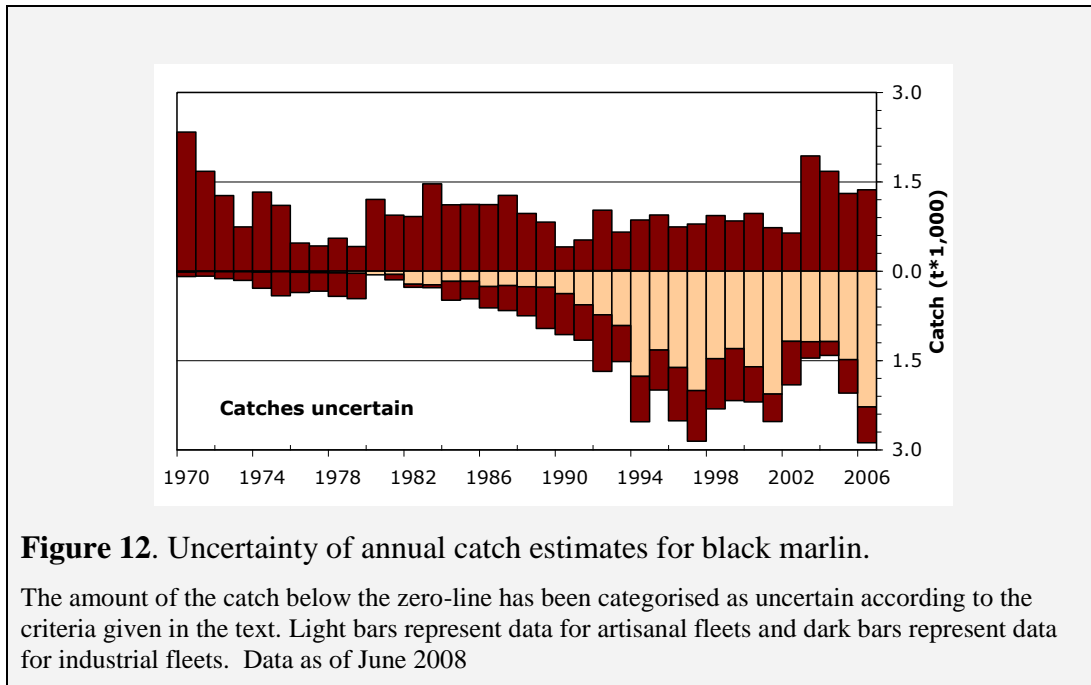 3.0
1.5
0.0
1.5
3.0
Catch (t*1,000)
Catches uncertain
1970 1974 1978 1982 1986 1990 1994 1998 2002 2006
Figure 12. Uncertainty of annual catch estimates for black marlin.
The amount of the catch below the zero-line has been categorised as uncertain according to the
criteria given in the text. Light bars represent data for artisanal fleets and dark bars represent data
for industrial fleets.  Data as of June 2008